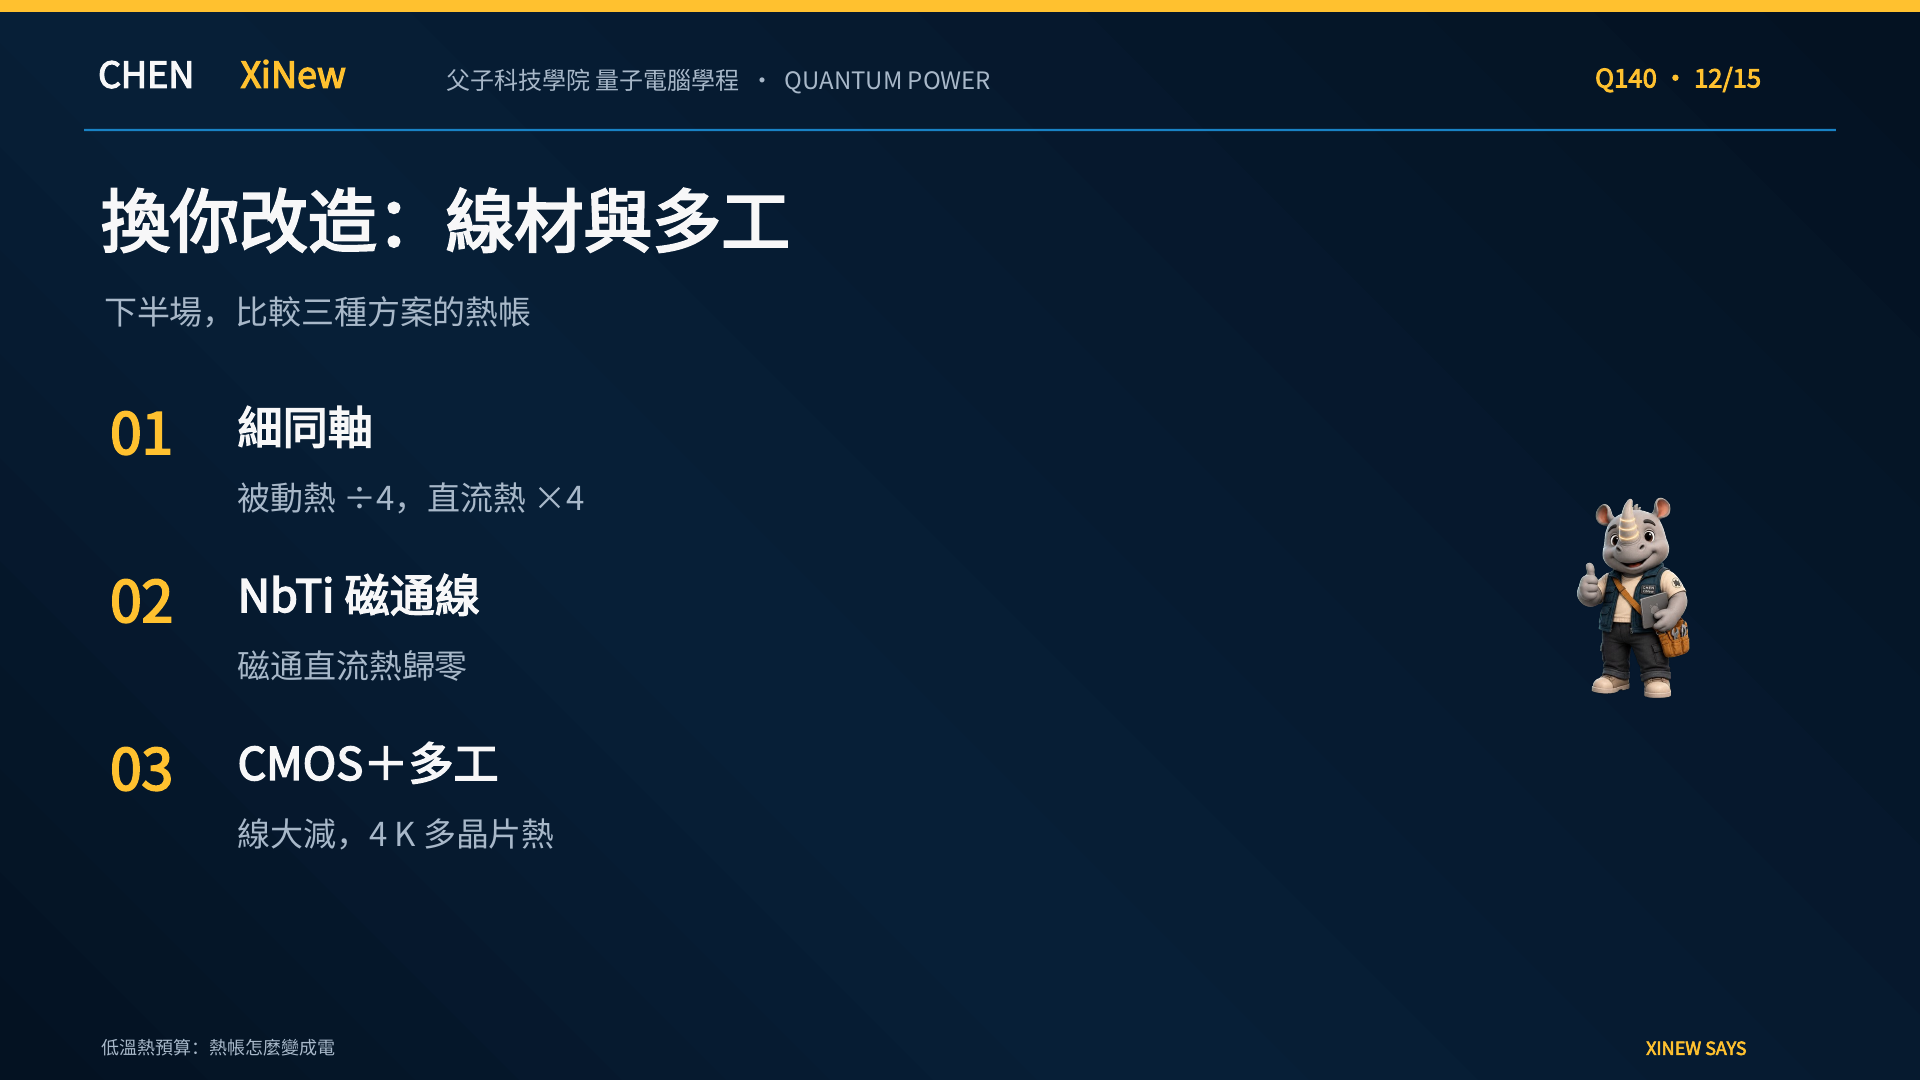 CHEN XiNew 父子科技學院 量子電腦學程 · QUANTUM POWER Q140 · 12/15
換你改造：線材與多工
下半場，比較三種方案的熱帳
01 細同軸
被動熱 ÷4，直流熱 ×4
02 NbTi 磁通線
磁通直流熱歸零
03 CMOS＋多工
線大減，4 K 多晶片熱
低溫熱預算：熱帳怎麼變成電 XINEW SAYS